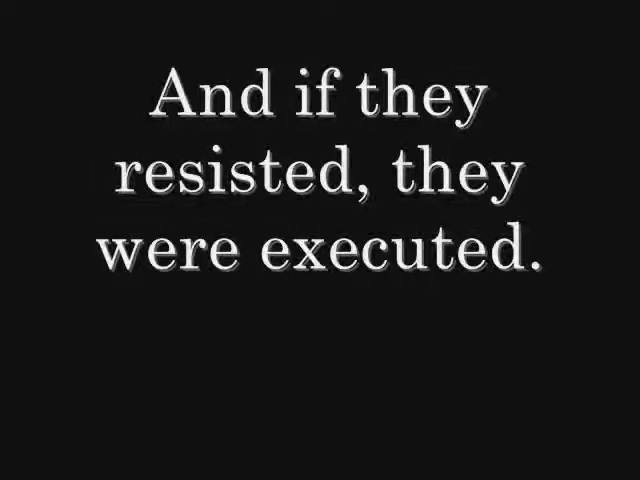 And if they
resisted, they
were executed.